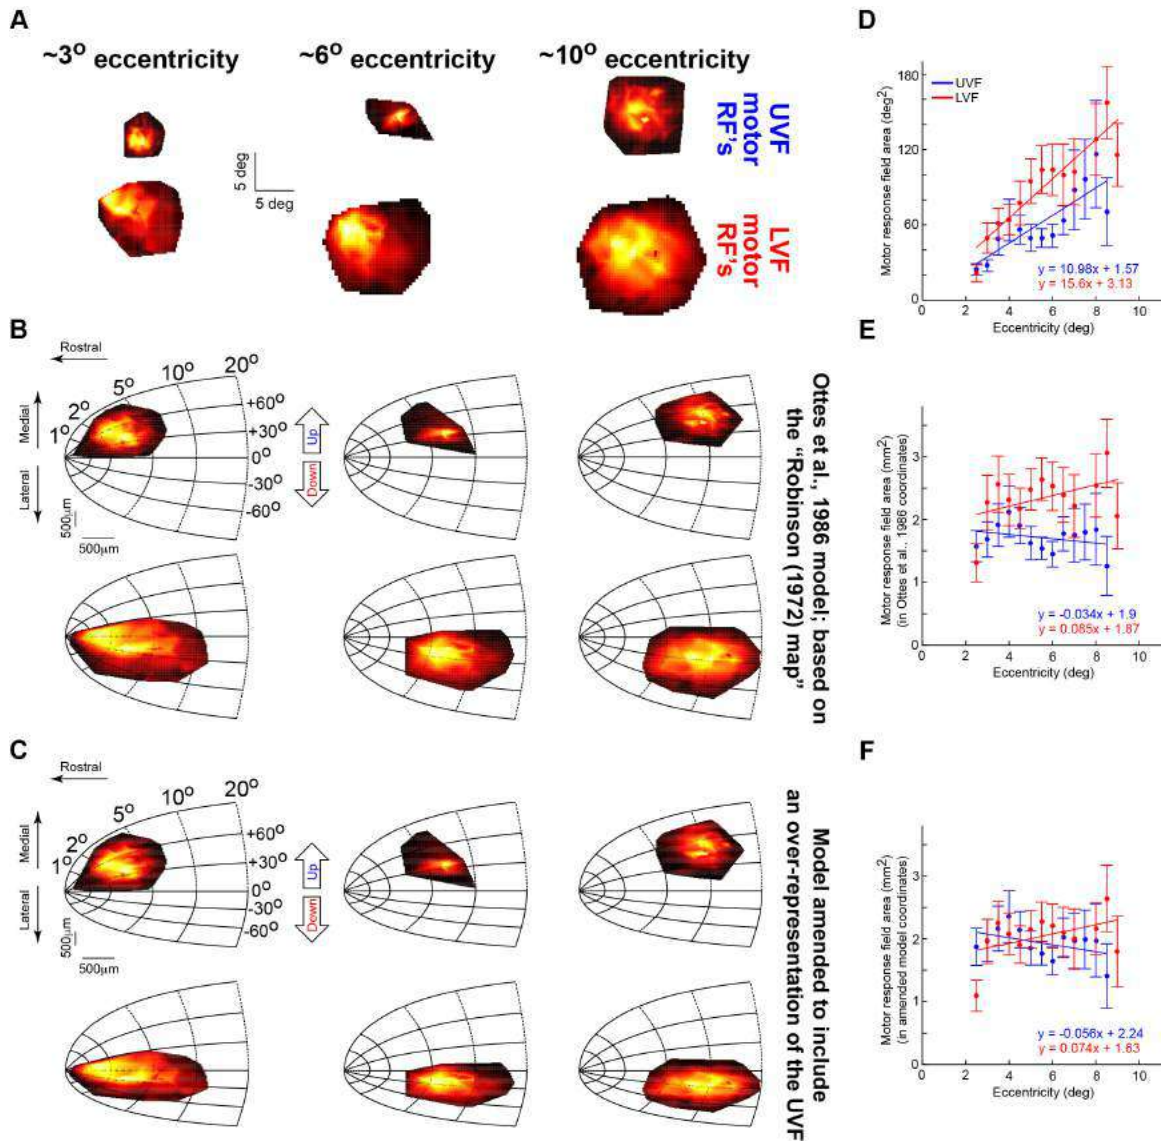 A
~3° eccentricity
~6° eccentricity
~10° eccentricity
5 deg
5 deg
UVF
motor
RF's
LVF
motor
RF's
B
Rostral
Medial
Lateral
1°
2°
5°
10°
20°
+60°
+30°
0°
-30°
-60°
Up
Down
500μm
500μm
Ottes et al., 1986 model; based on
the "Robinson (1972) map"
C
Rostral
Medial
Lateral
1°
2°
5°
10°
20°
+60°
+30°
0°
-30°
-60°
Up
Down
500μm
500μm
Model amended to include
an over-representation of the UVF
D
Motor response field area (deg²)
180
120
60
0
UVF
LVF
y = 10.98x + 1.57
y = 15.6x + 3.13
0 2 4 6 8 10
Eccentricity (deg)
E
Motor response field area (mm²)
(in Ottes et al., 1986 coordinates)
3
2
1
y = -0.034x + 1.9
y = 0.085x + 1.87
0 2 4 6 8 10
Eccentricity (deg)
F
Motor response field area (mm²)
(in amended model coordinates)
3
2
1
y = -0.056x + 2.24
y = 0.074x + 1.63
0 2 4 6 8 10
Eccentricity (deg)